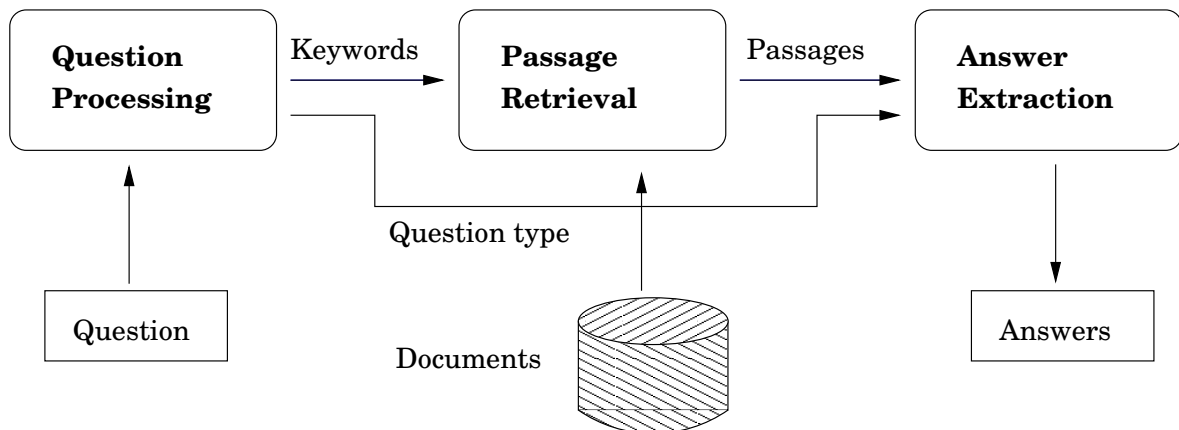 Question
Processing
Keywords
Passage
Retrieval
Passages
Answer
Extraction
Question type
Question
Documents
Answers